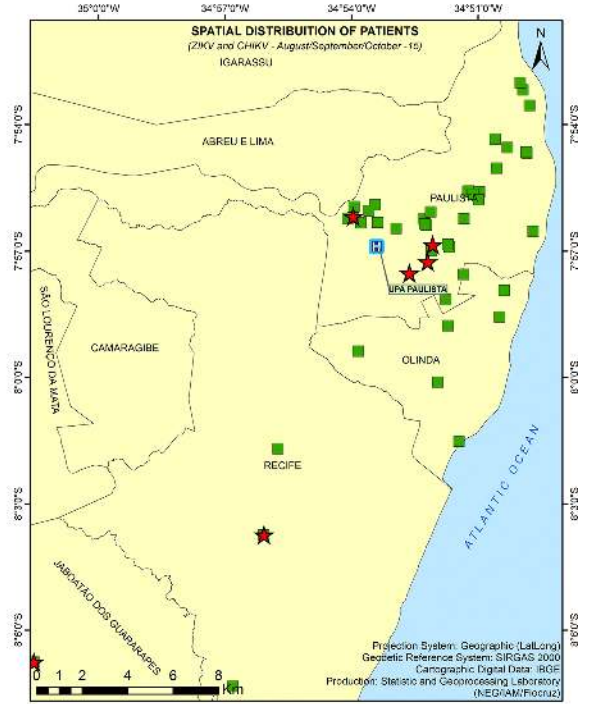 35°0'0"W 34°57'0"W 34°54'0"W 34°51'0"W
SPATIAL DISTRIBUITION OF PATIENTS
(ZIKV and CHIKV - August/September/October -15)
N
IGARASSU
7°54'0"S 7°54'0"S
ABREU E LIMA
PAULISTA
H
7°57'0"S 7°57'0"S
UPA PAULISTA
SÃO LOURENÇO DA MATA
CAMARAGIBE
OLINDA
8°0'0"S 8°0'0"S
RECIFE
ATLANTIC OCEAN
8°3'0"S 8°3'0"S
JABOATÃO DOS GUARARAPES
8°6'0"S 8°6'0"S
Projection System: Geographic (LatLong)
Geodetic Reference System: SIRGAS 2000
Cartographic Digital Data: IBGE
Production: Statistic and Geoprocessing Laboratory
(NEG/IAM/Fiocruz)
0 1 2 4 6 8
Km